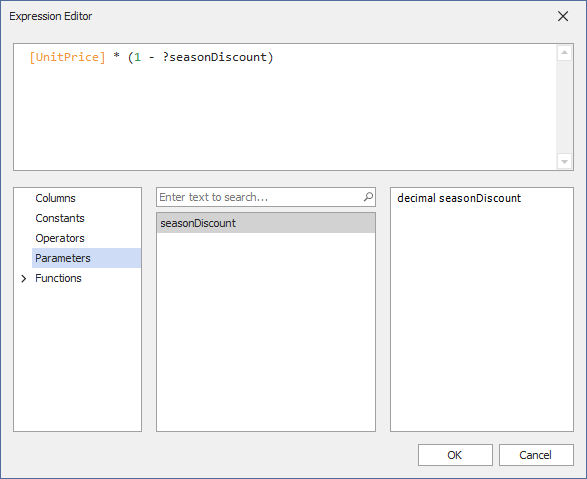 Expression Editor
[UnitPrice] * (1 - ?seasonDiscount)
Columns
Constants
Operators
Parameters
Functions
Enter text to search...
seasonDiscount
decimal seasonDiscount
OK
Cancel